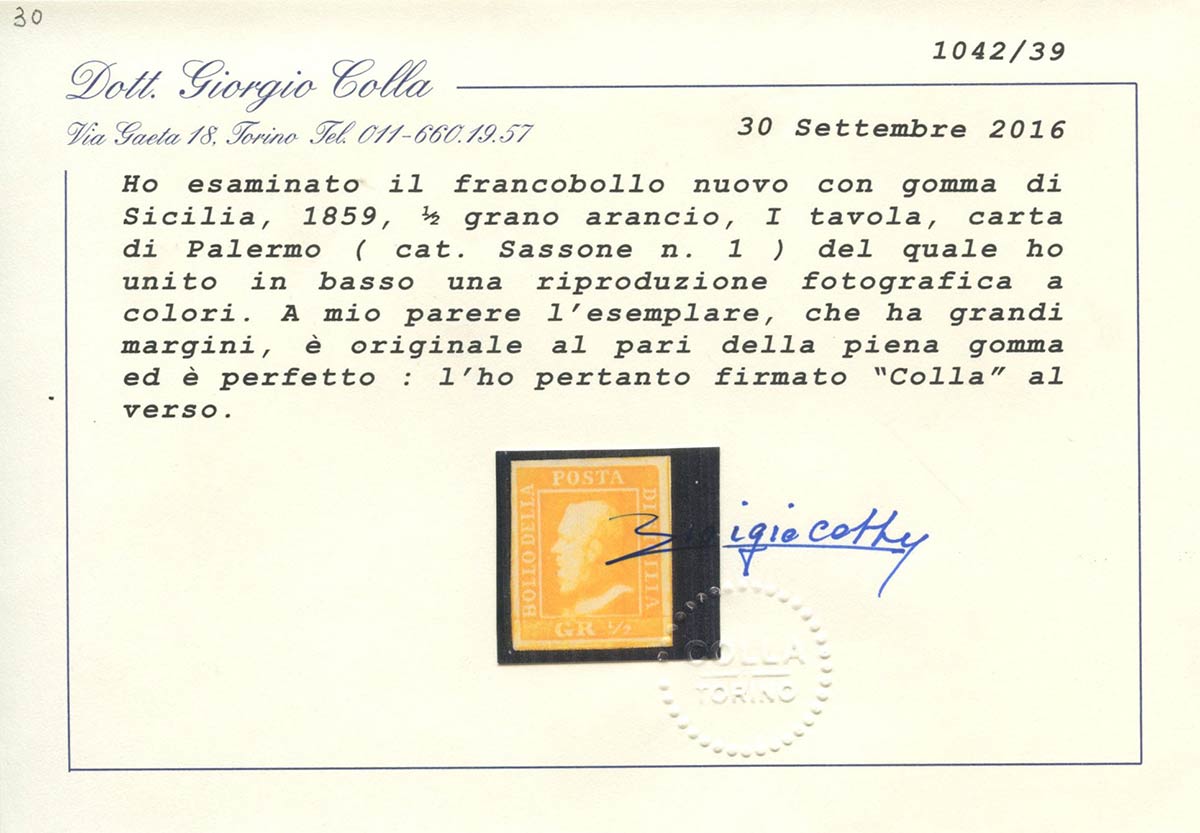 30
1042/39
Dott. Giorgio Colla
Via Gaeta 18, Torino Tel. 011-660.19.57
30 Settembre 2016
Ho esaminato il francobollo nuovo con gomma di
Sicilia, 1859, ½ grano arancio, I tavola, carta
di Palermo ( cat. Sassone n. 1 ) del quale ho
unito in basso una riproduzione fotografica a
colori. A mio parere l'esemplare, che ha grandi
margini, è originale al pari della piena gomma
ed è perfetto : l'ho pertanto firmato “Colla” al
verso.
POSTA
BOLLO DELLA
GR ½
COLLA
TORINO